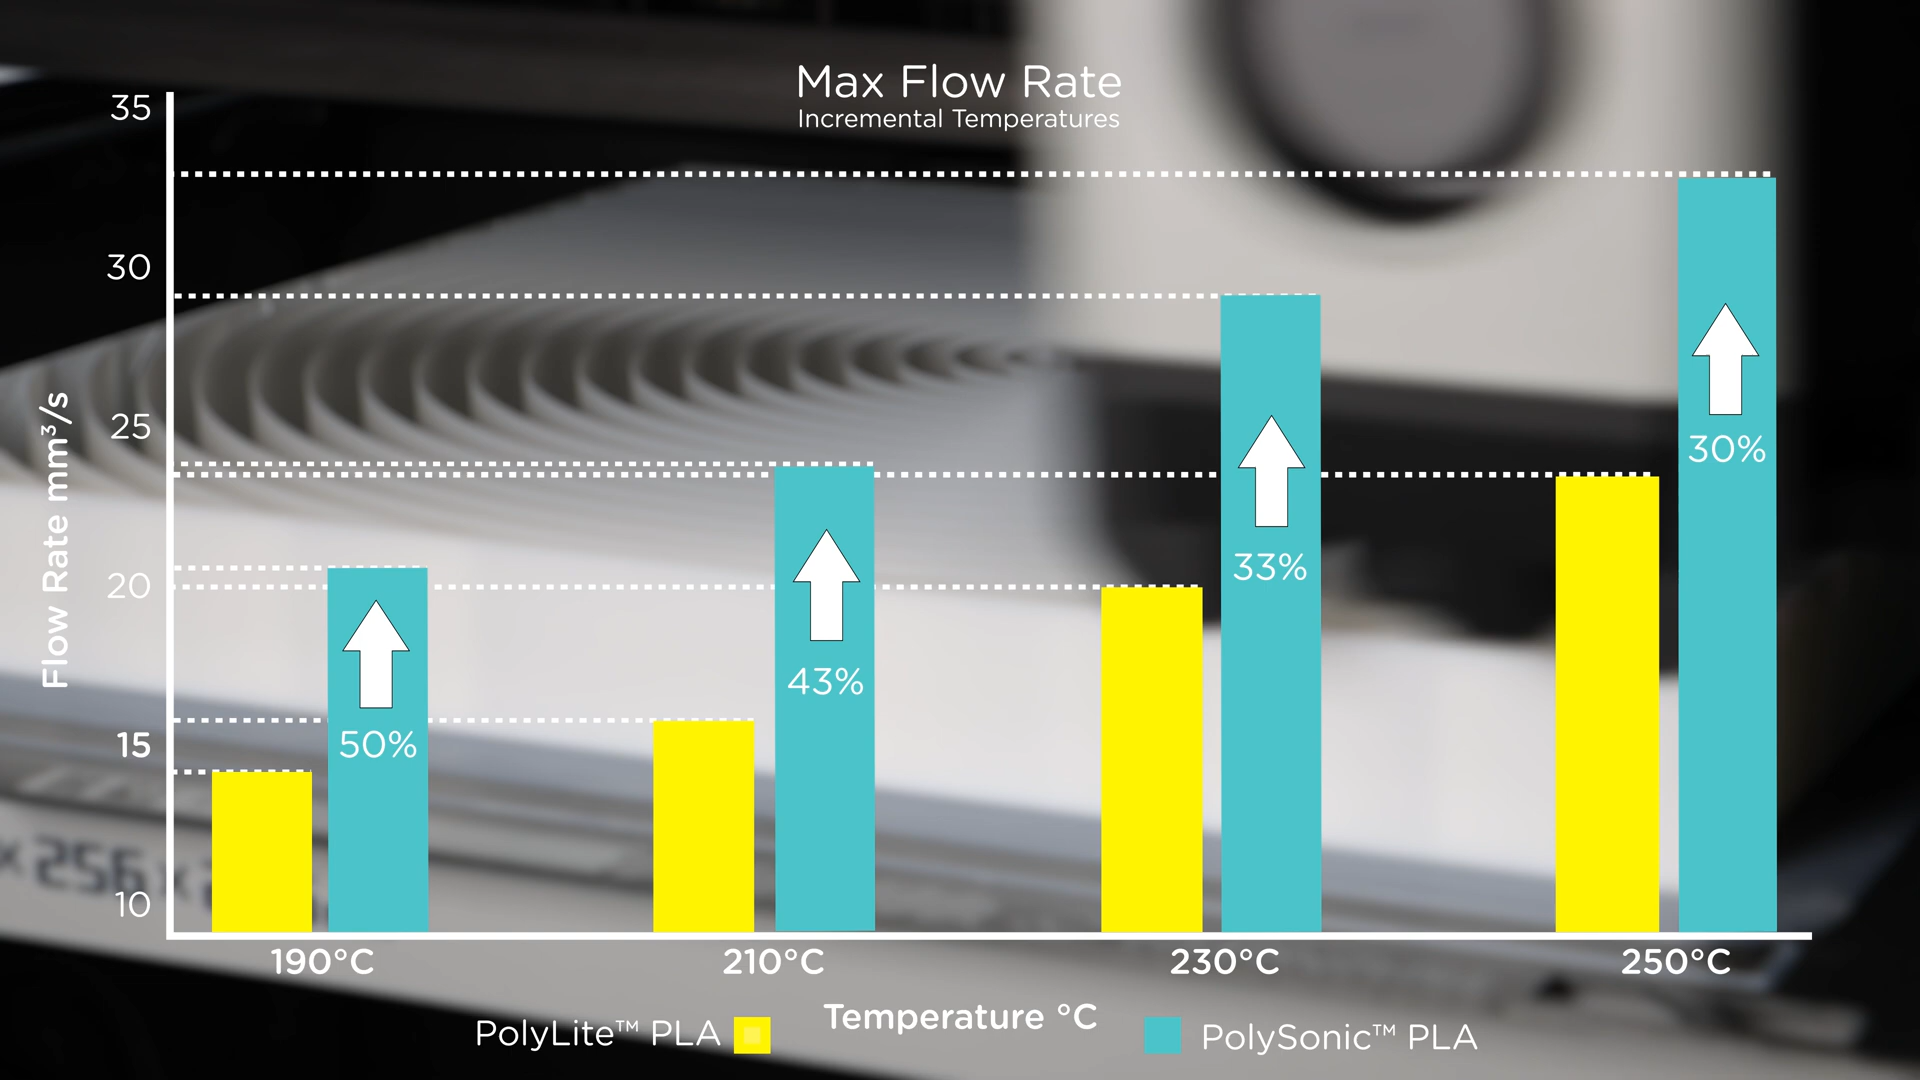 Max Flow Rate
Incremental Temperatures
35
30
25
20
15
10
Flow Rate mm³/s
50%
43%
33%
30%
190°C
210°C
230°C
250°C
Temperature °C
PolyLite™ PLA
PolySonic™ PLA
x 256 x